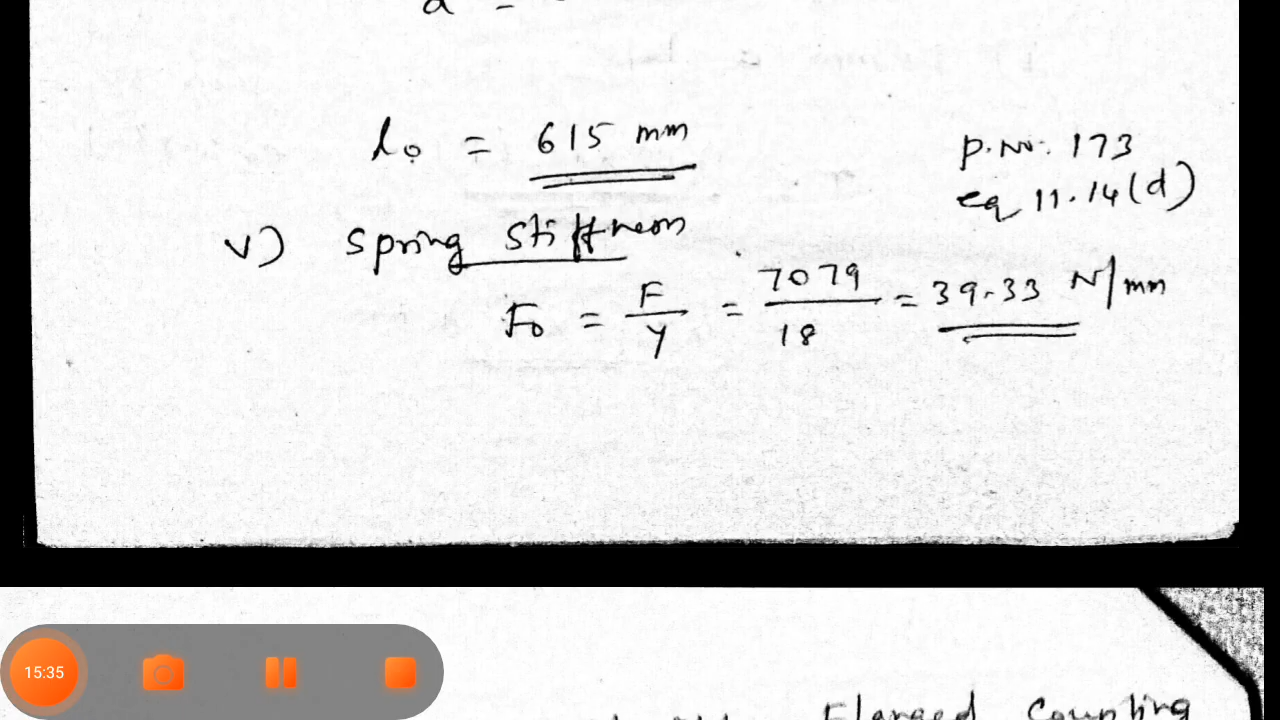 d =
l₀ = 615 mm
P.No. 173
eq 11.14(d)
v) Spring stiffness
F₀ = F/y = 7079/18 = 39.33 N/mm
15:35
Flanged Coupling